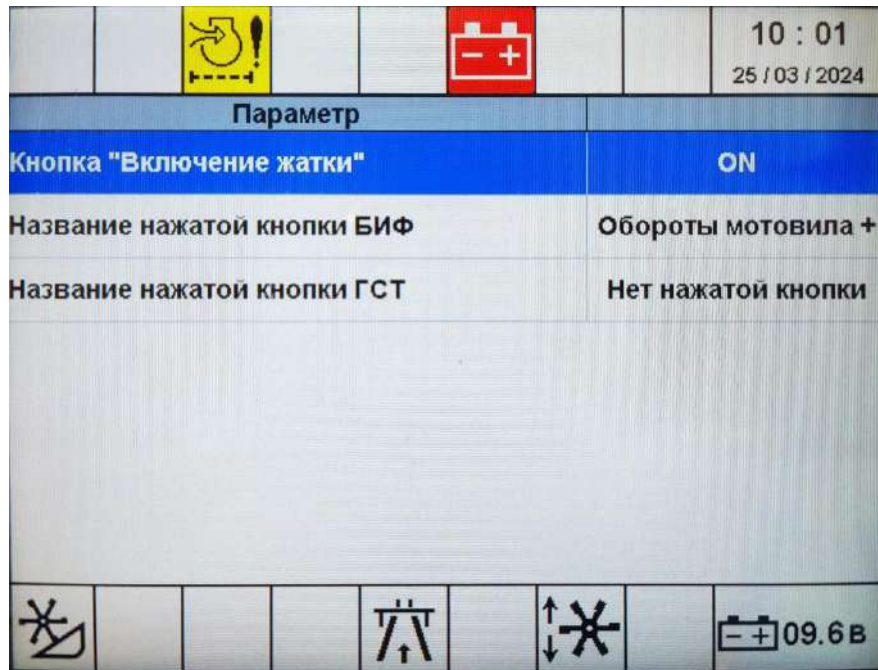 10 : 01
25 / 03 / 2024
Параметр
Кнопка "Включение жатки" ON
Название нажатой кнопки БИФ Обороты мотовила +
Название нажатой кнопки ГСТ Нет нажатой кнопки
09.6 В